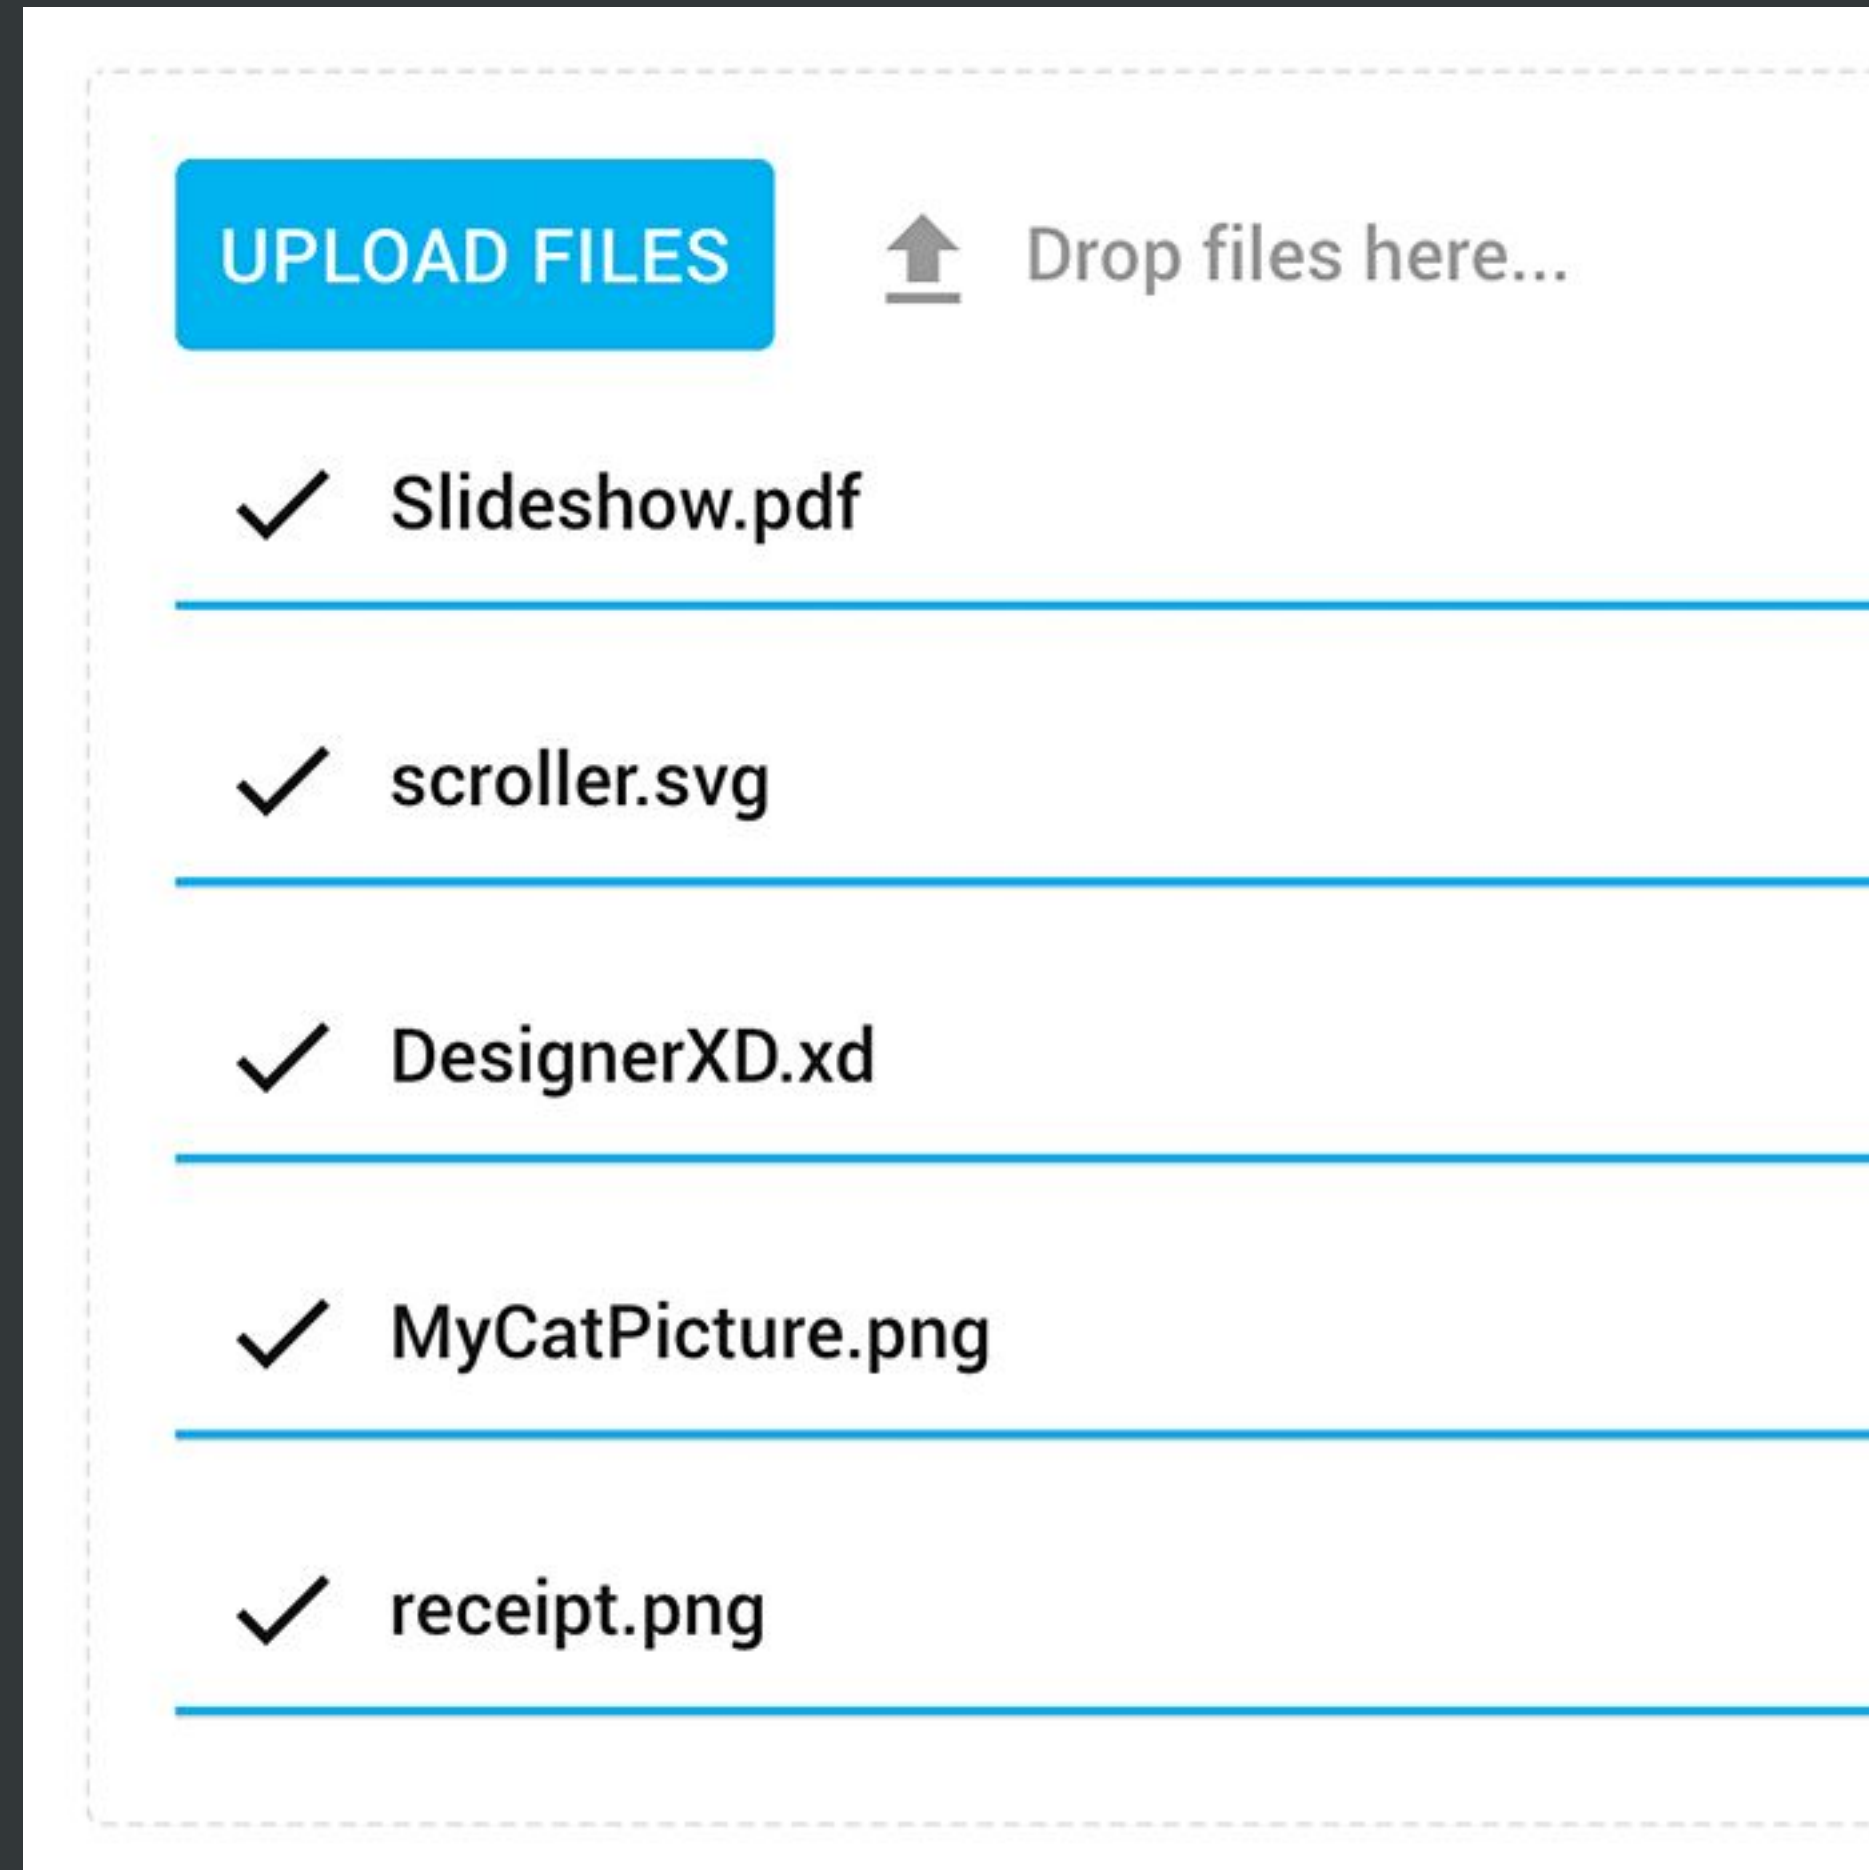 UPLOAD FILES Drop files here...
Slideshow.pdf
scroller.svg
DesignerXD.xd
MyCatPicture.png
receipt.png